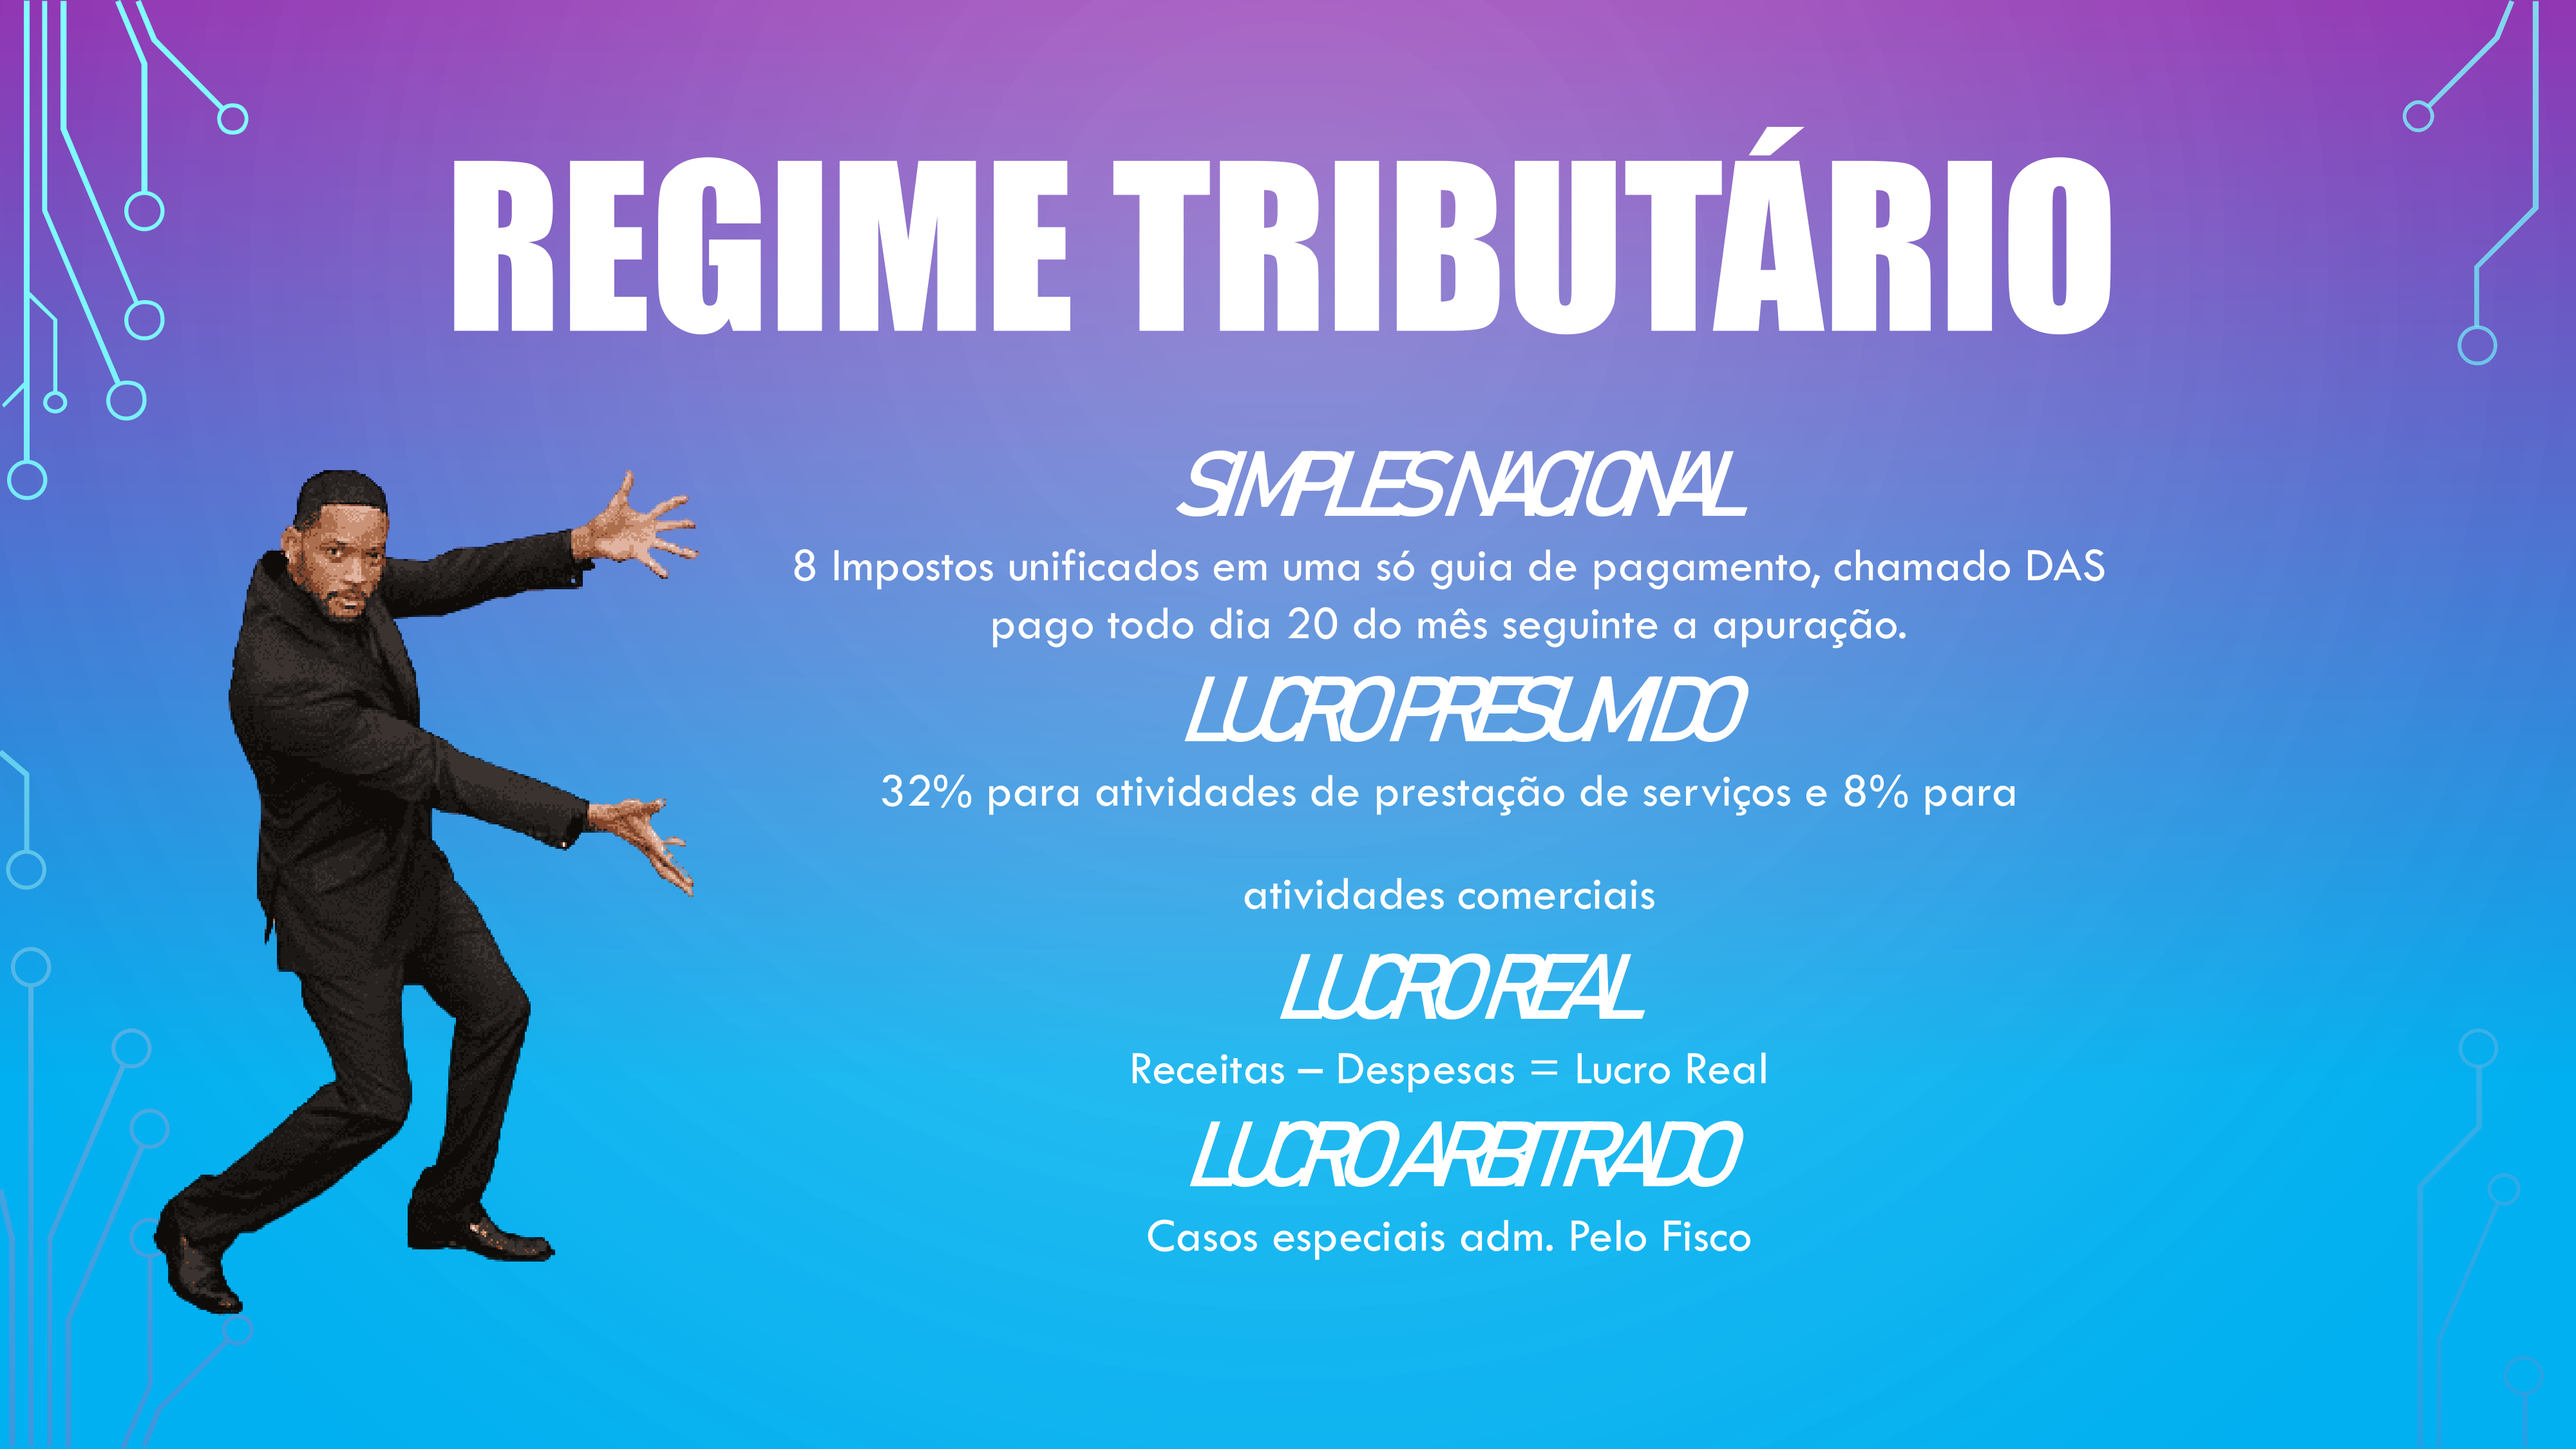 REGIME TRIBUTÁRIO
SIMPLES NACIONAL
8 Impostos unificados em uma só guia de pagamento, chamado DAS
pago todo dia 20 do mês seguinte a apuração.
LUCRO PRESUMIDO
32% para atividades de prestação de serviços e 8% para
atividades comerciais
LUCRO REAL
Receitas – Despesas = Lucro Real
LUCRO ARBITRADO
Casos especiais adm. Pelo Fisco